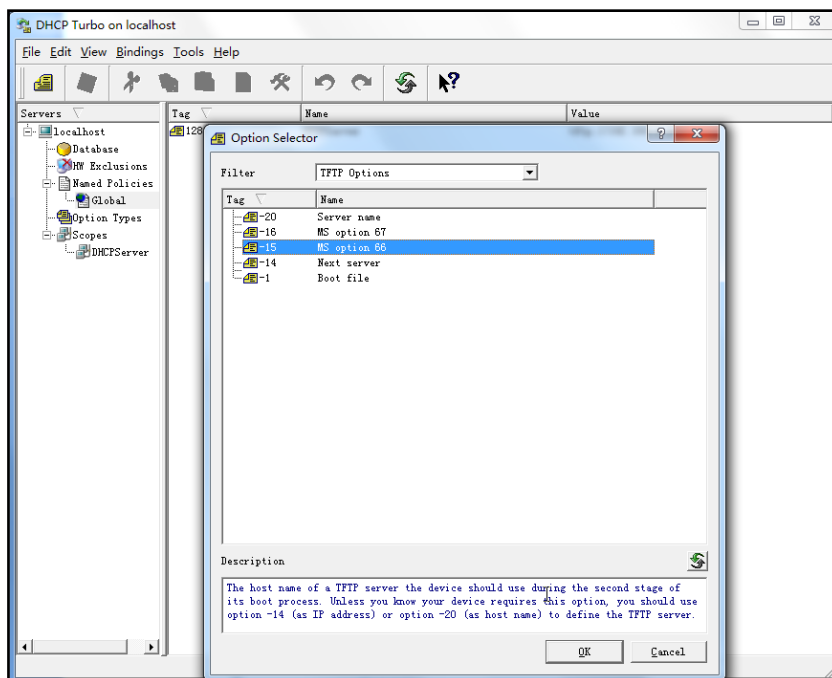 DHCP Turbo on localhost
File Edit View Bindings Tools Help
Servers
Tag Name Value
localhost
Database
HW Exclusions
Named Policies
Global
Option Types
Scopes
DHCPServer
128
Option Selector
Filter TFTP Options
Tag Name
-20 Server name
-16 MS option 67
-15 MS option 66
-14 Next server
-1 Boot file
Description
The host name of a TFTP server the device should use during the second stage of
its boot process. Unless you know your device requires this option, you should use
option -14 (as IP address) or option -20 (as host name) to define the TFTP server.
OK Cancel